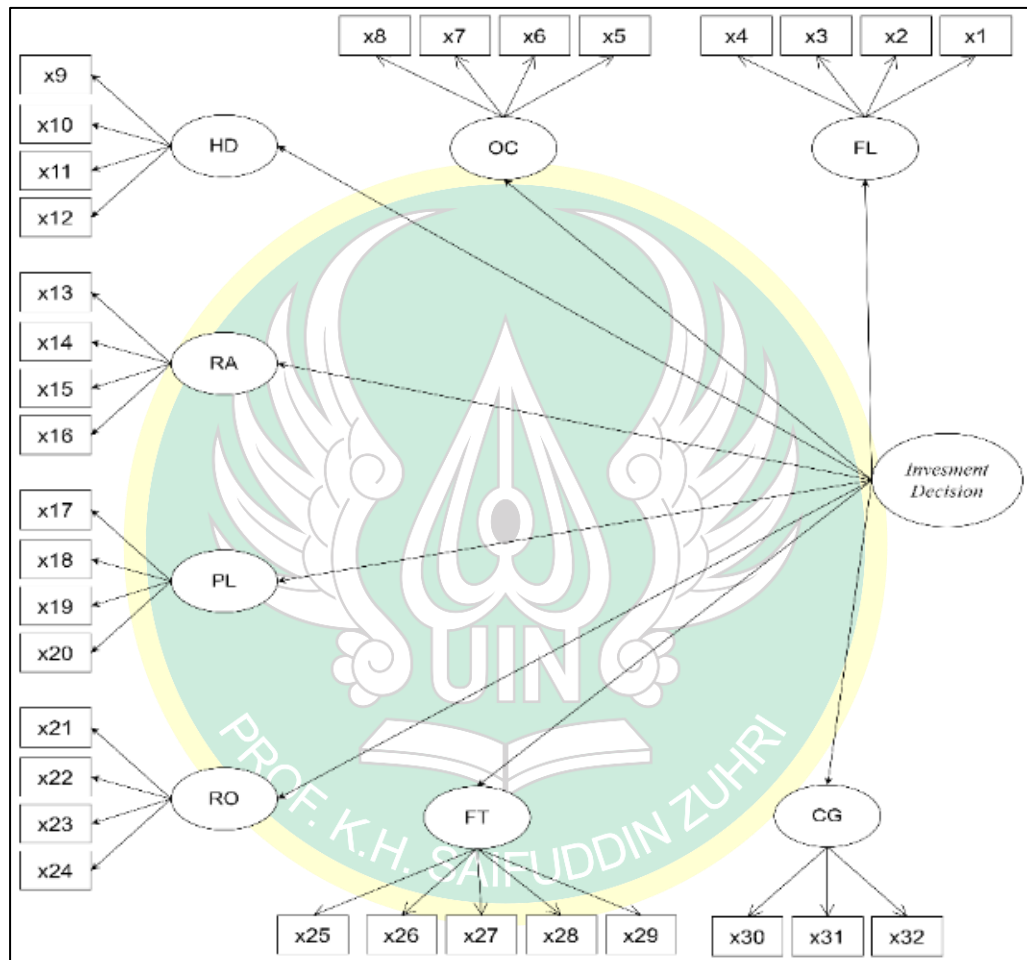 x8 x7 x6 x5 x4 x3 x2 x1
x9
x10
x11
x12
HD
OC
FL
x13
x14
x15
x16
RA
Invesment
Decision
x17
x18
x19
x20
PL
UIN
PROF. K.H. SAIFUDDIN ZUHRI
x21
x22
x23
x24
RO
FT
CG
x25 x26 x27 x28 x29 x30 x31 x32